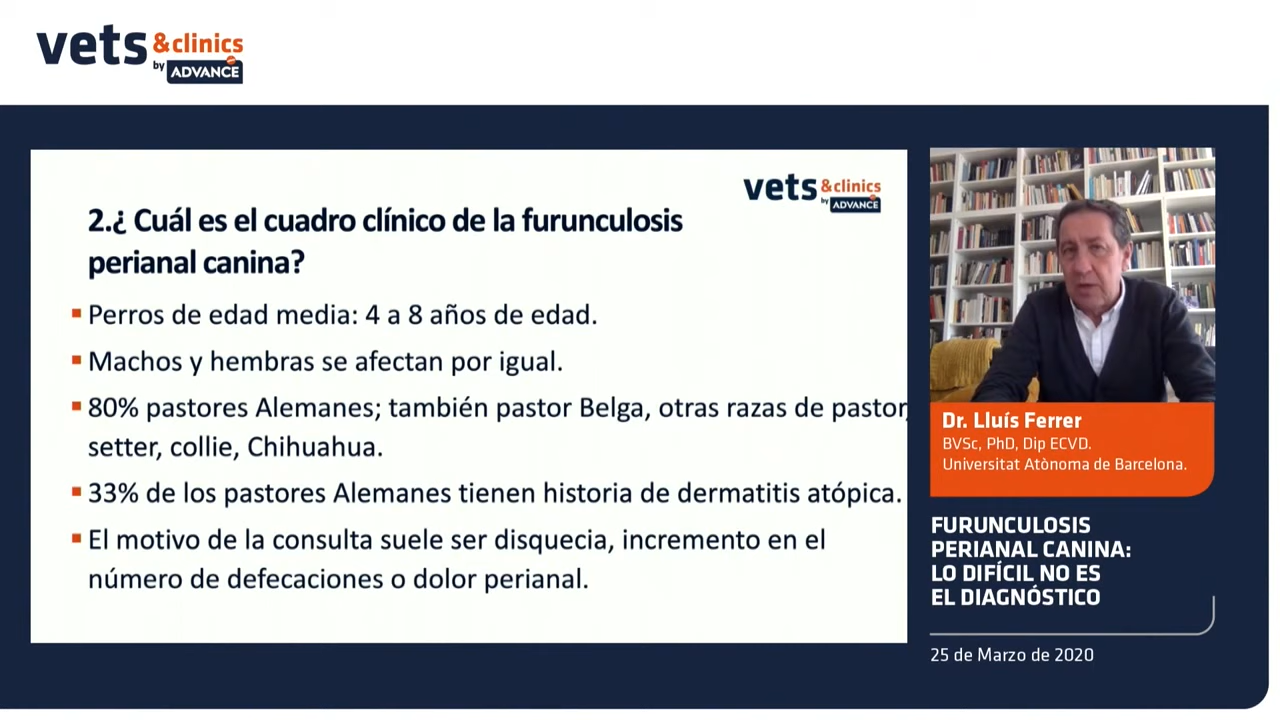 vets &clinics
by ADVANCE
vets &clinics
by ADVANCE
2.¿ Cuál es el cuadro clínico de la furunculosis
perianal canina?
Perros de edad media: 4 a 8 años de edad.
Machos y hembras se afectan por igual.
80% pastores Alemanes; también pastor Belga, otras razas de pastor,
setter, collie, Chihuahua.
33% de los pastores Alemanes tienen historia de dermatitis atópica.
El motivo de la consulta suele ser disquecia, incremento en el
número de defecaciones o dolor perianal.
Dr. Lluís Ferrer
BVSc, PhD, Dip ECVD.
Universitat Atònoma de Barcelona.
FURUNCULOSIS
PERIANAL CANINA:
LO DIFÍCIL NO ES
EL DIAGNÓSTICO
25 de Marzo de 2020